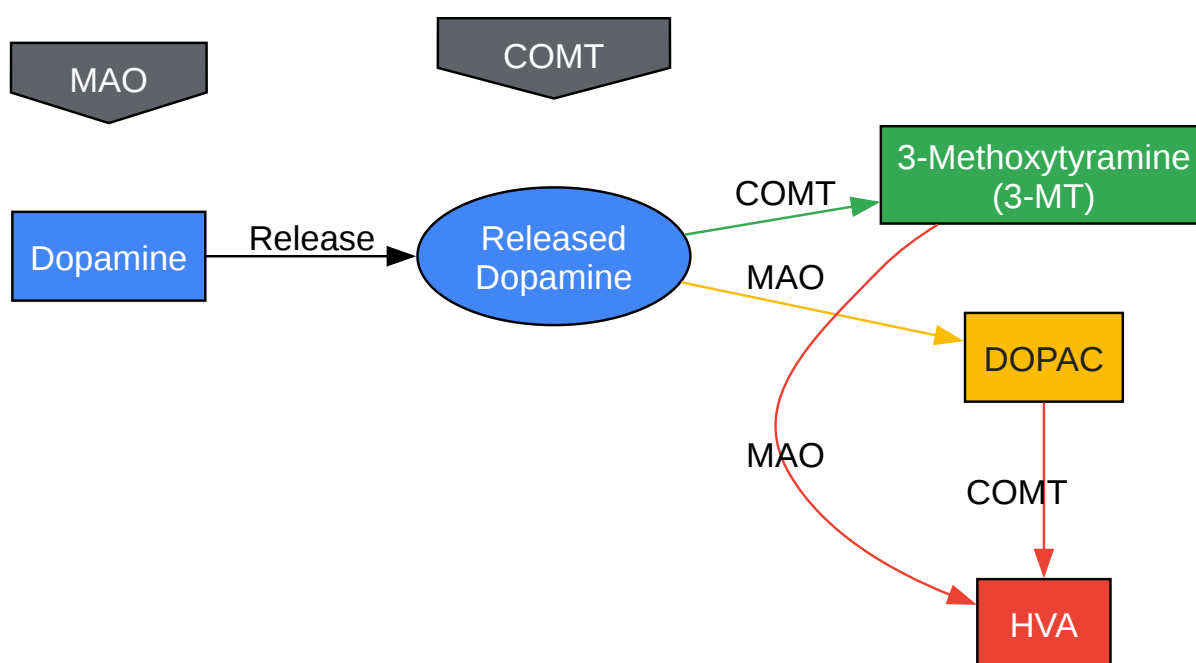 MAO
COMT
3-Methoxytyramine
(3-MT)
COMT
Release
Released
Dopamine
Dopamine
MAO
DOPAC
MAO
COMT
HVA